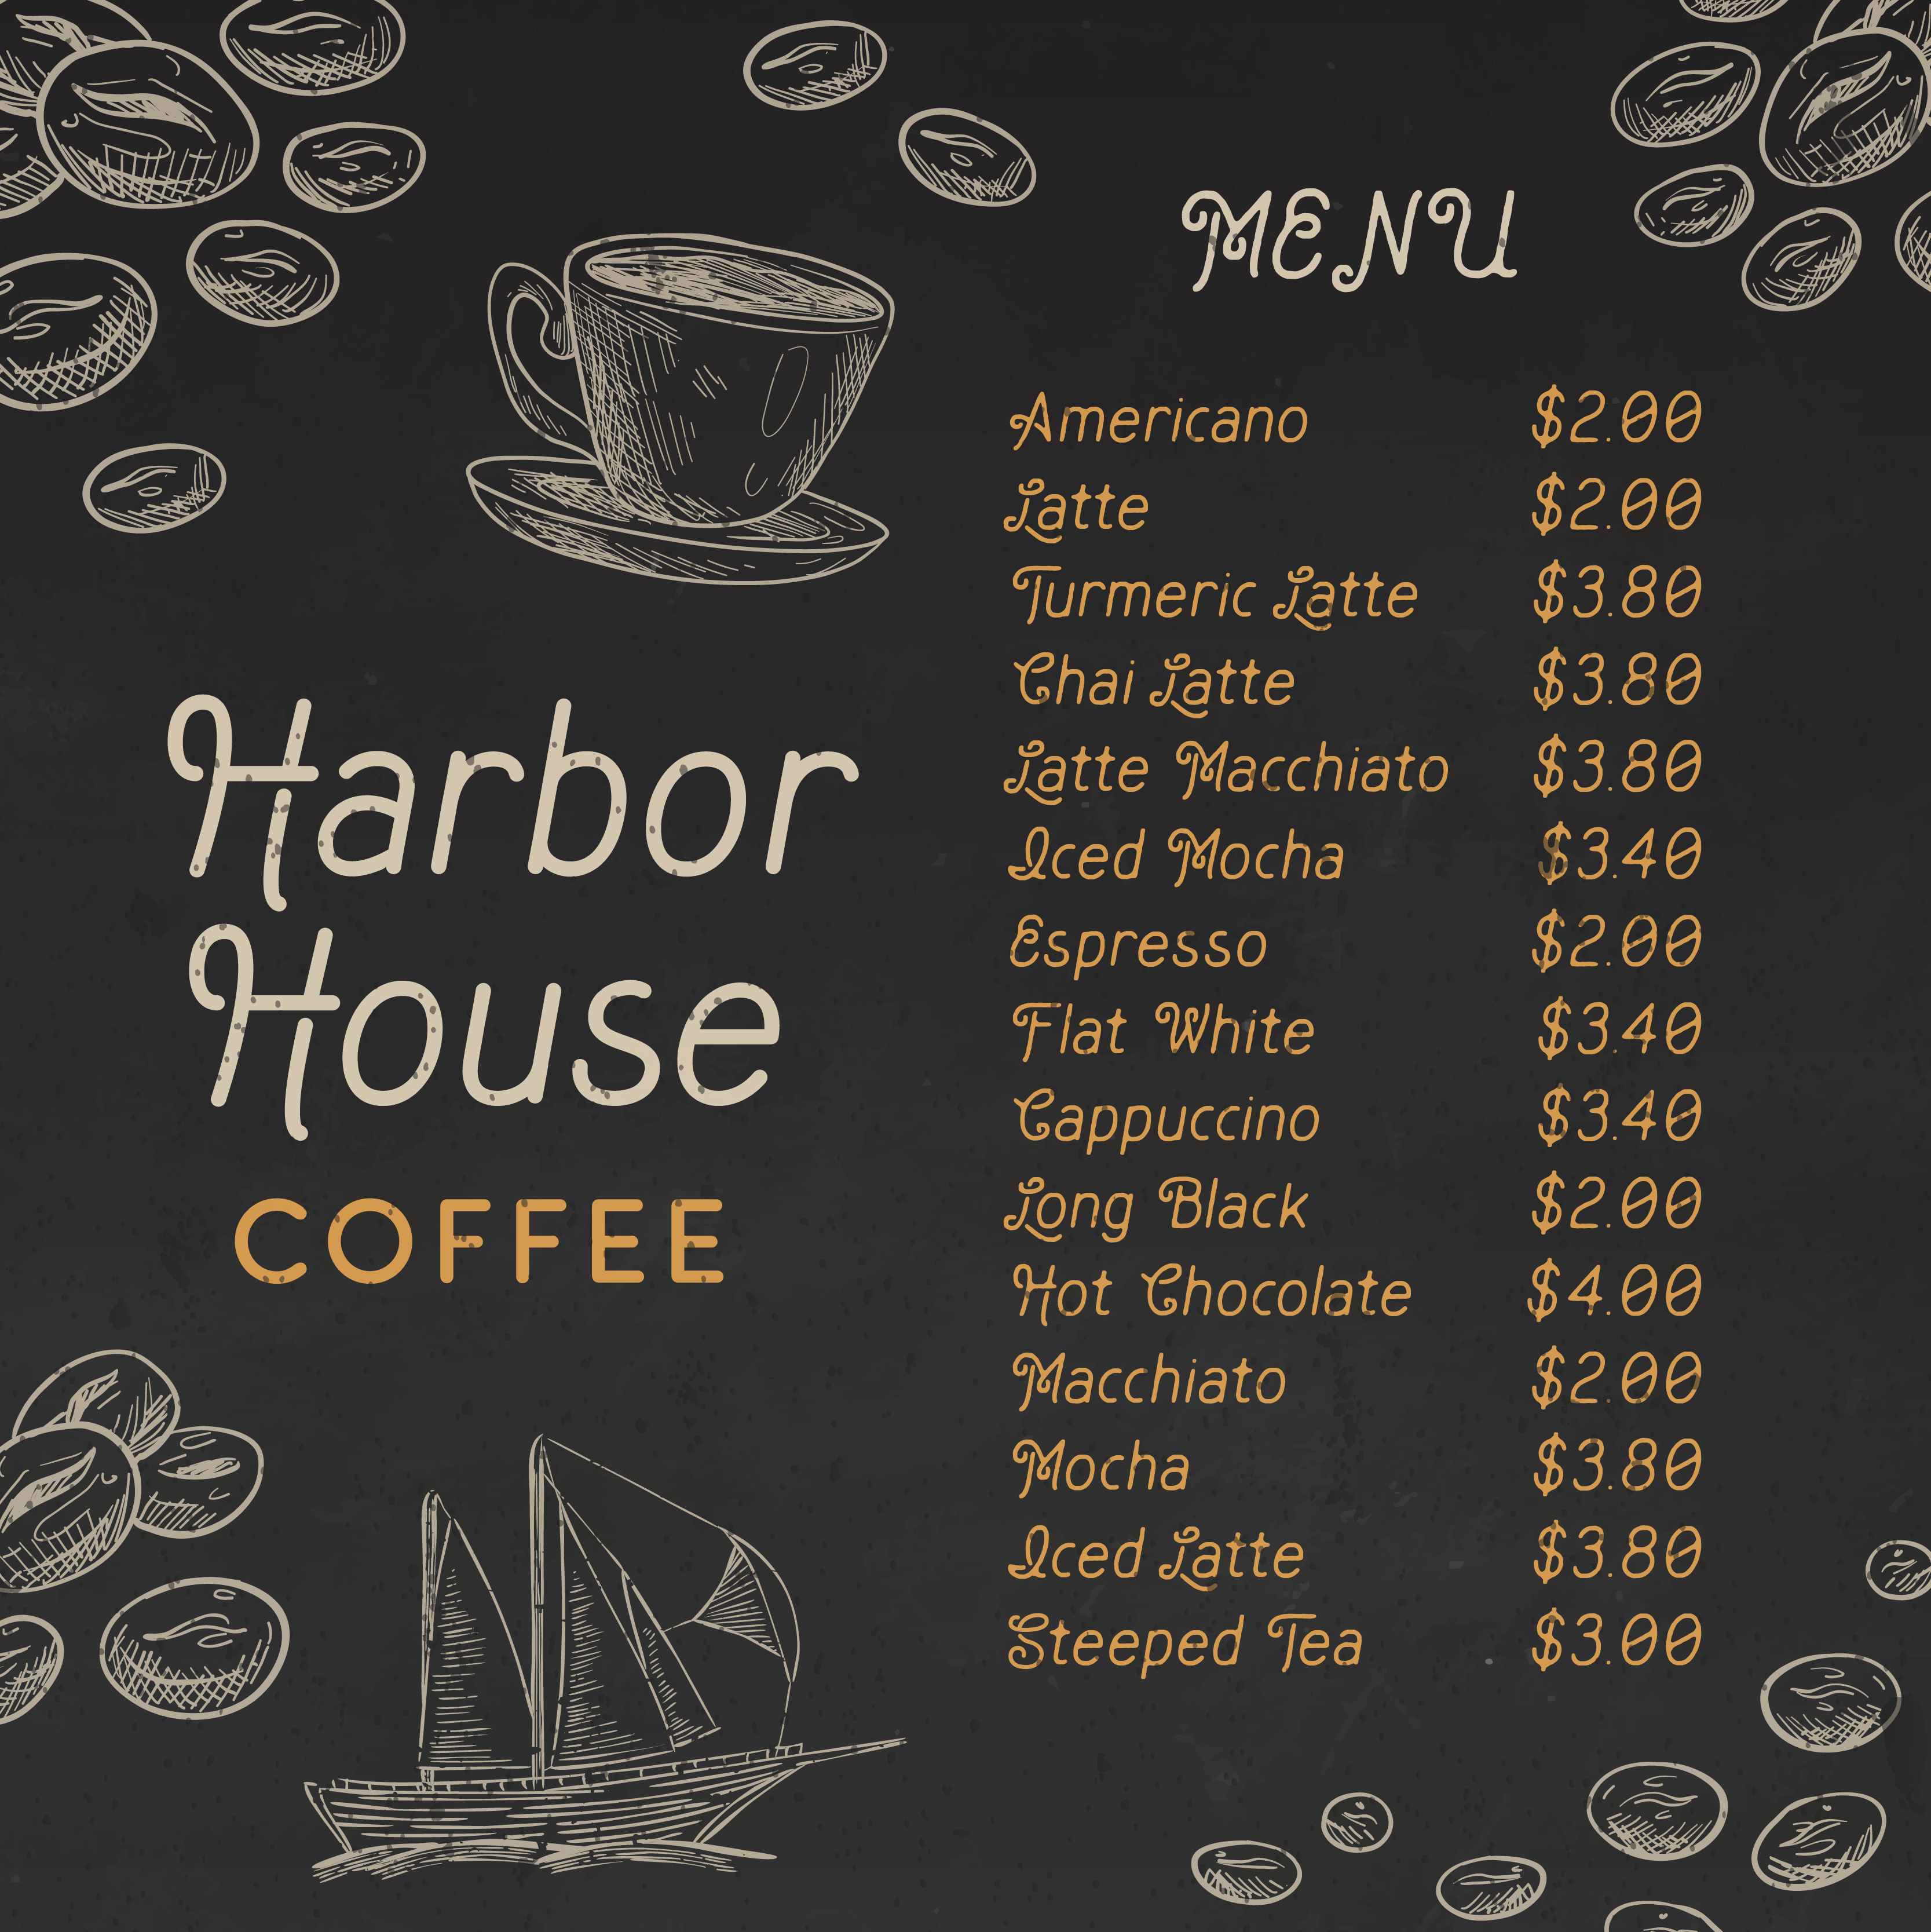 Harbor
House
COFFEE
MENU
Americano $2.00
Latte $2.00
Turmeric Latte $3.80
Chai Latte $3.80
Latte Macchiato $3.80
Iced Mocha $3.40
Espresso $2.00
Flat White $3.40
Cappuccino $3.40
Long Black $2.00
Hot Chocolate $4.00
Macchiato $2.00
Mocha $3.80
Iced Latte $3.80
Steeped Tea $3.00